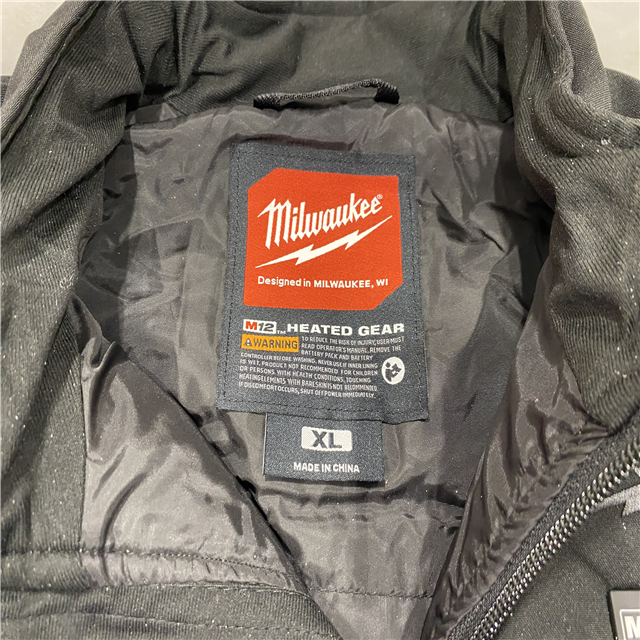 Milwaukee®
Designed in MILWAUKEE, WI
M12™ HEATED GEAR
WARNING TO REDUCE THE RISK OF INJURY, USER MUST
READ OPERATOR'S MANUAL. REMOVE THE
BATTERY PACK AND BATTERY
CONTROLLER BEFORE WASHING. NEVER USE IF INNER LINING
IS WET. PRODUCT NOT RECOMMENDED FOR CHILDREN
OR PERSONS WITH HEALTH CONDITIONS. TOUCHING
HEATING ELEMENTS WITH BARE SKIN IS NOT RECOMMENDED
IF DISCOMFORT OCCURS, SHUT OFF POWER IMMEDIATELY.
XL
MADE IN CHINA
M